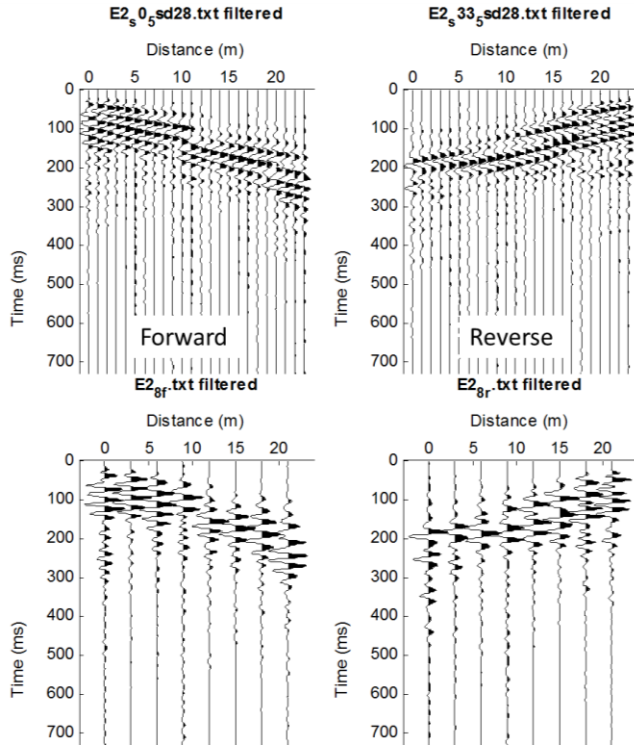 E2s05sd28.txt filtered
Distance (m)
0 5 10 15 20
0
100
200
300
400
500
600
700
Time (ms)
Forward
E2s335sd28.txt filtered
Distance (m)
0 5 10 15 20
0
100
200
300
400
500
600
700
Time (ms)
Reverse
E28f.txt filtered
Distance (m)
0 5 10 15 20
0
100
200
300
400
500
600
700
Time (ms)
E28r.txt filtered
Distance (m)
0 5 10 15 20
0
100
200
300
400
500
600
700
Time (ms)